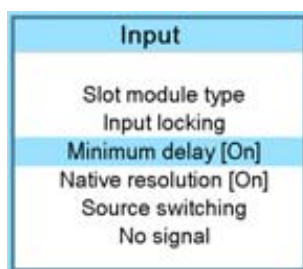 Input
Slot module type
Input locking
Minimum delay [On]
Native resolution [On]
Source switching
No signal